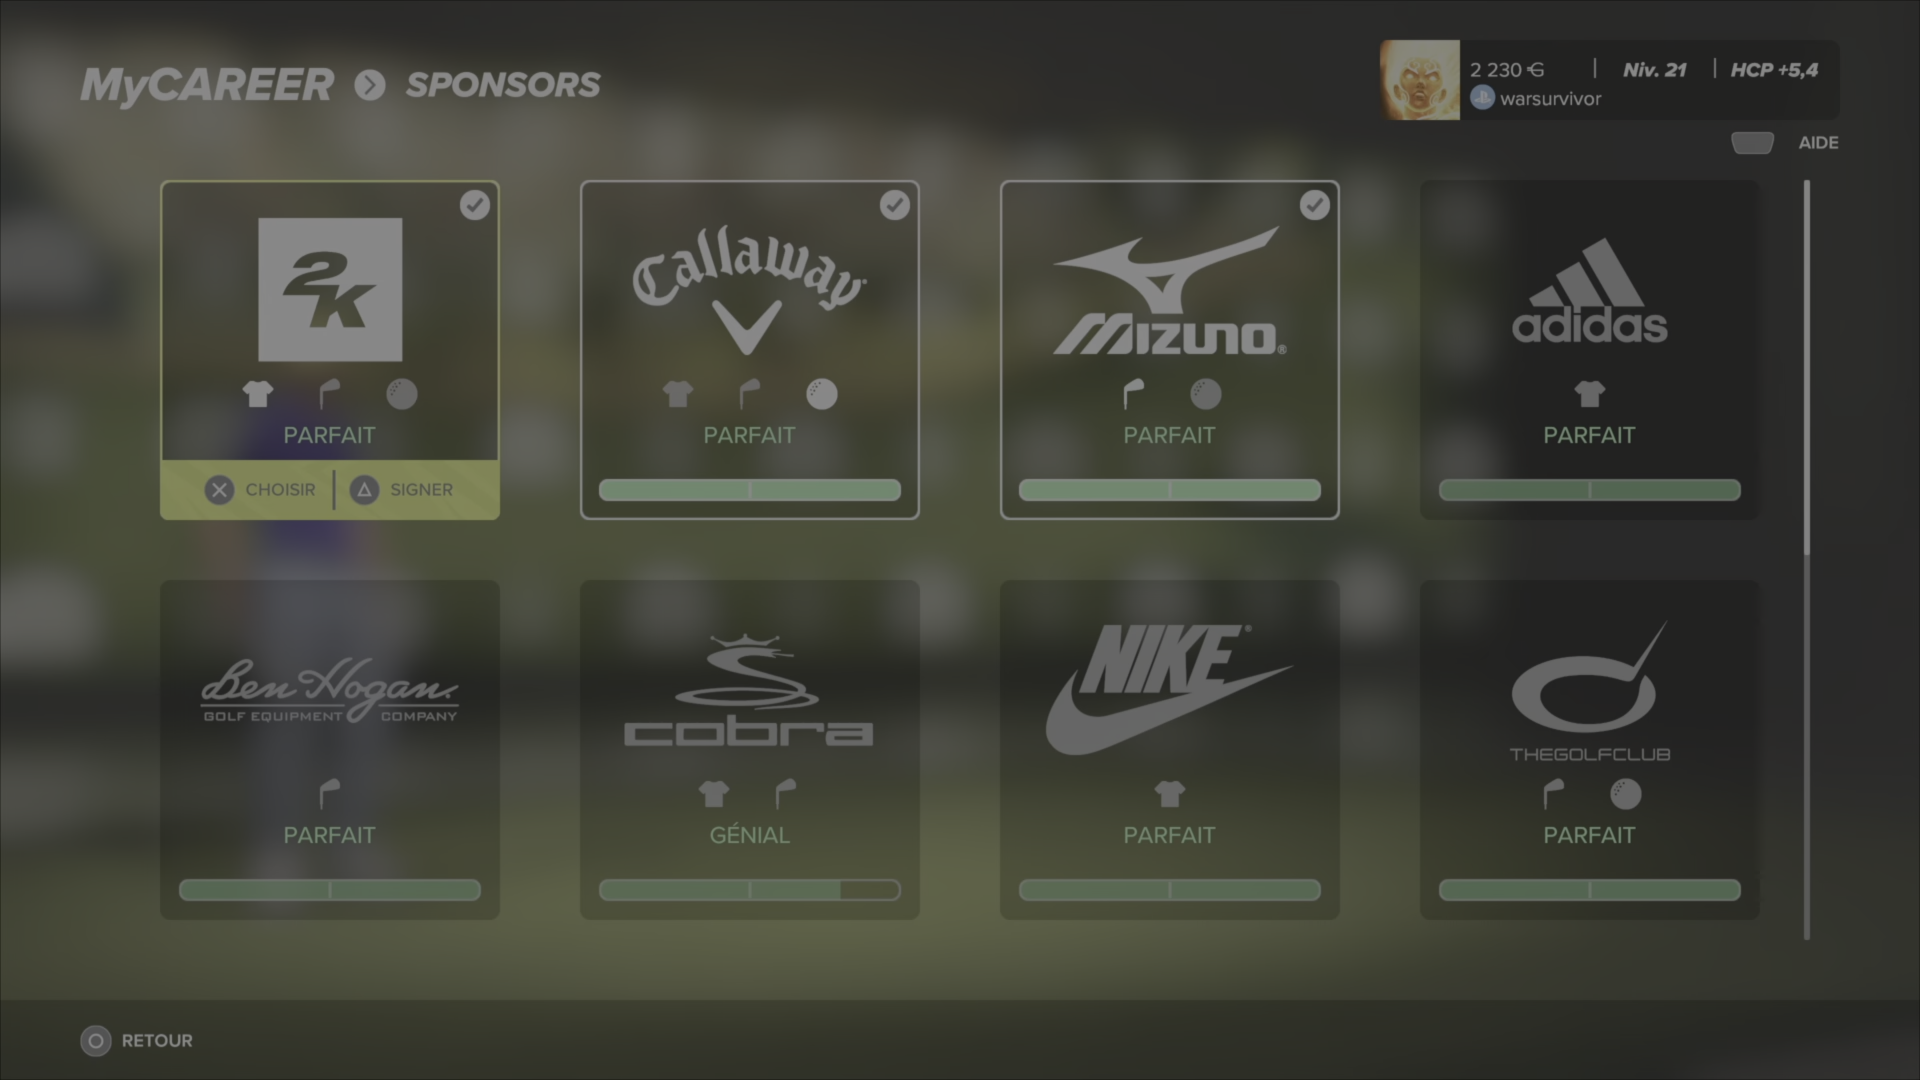 MyCAREER SPONSORS
2 230 Niv. 21 HCP +5,4
warsurvivor
AIDE
2K
Callaway
MIZUNO®
adidas
PARFAIT
PARFAIT
PARFAIT
PARFAIT
CHOISIR SIGNER
Ben Hogan.
GOLF EQUIPMENT COMPANY
cobra
NIKE
THEGOLFCLUB
PARFAIT
GÉNIAL
PARFAIT
PARFAIT
RETOUR